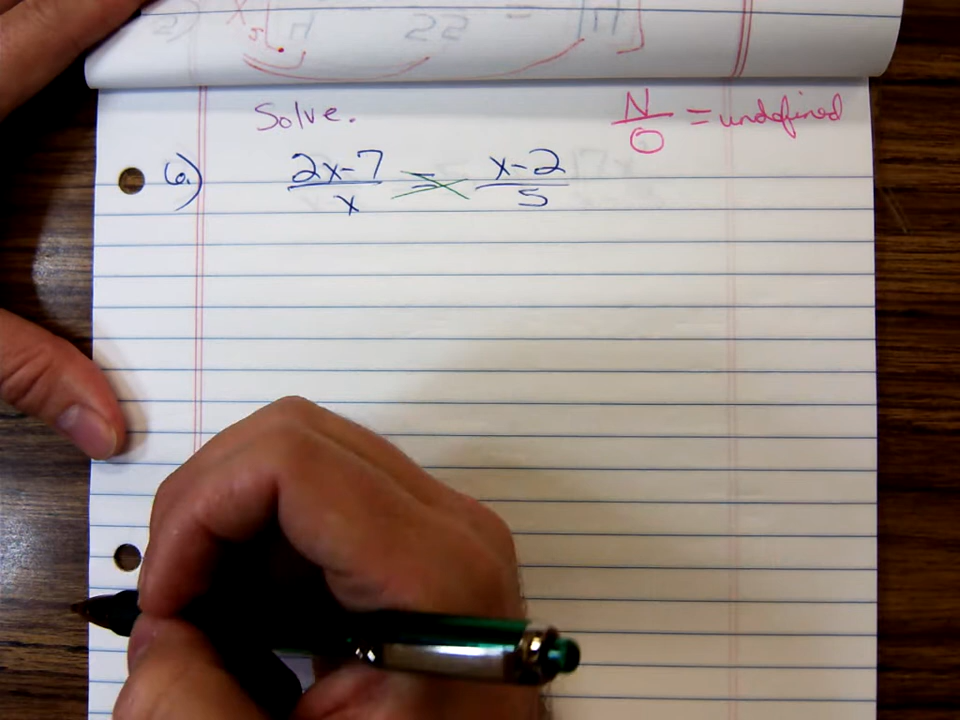 Solve.
N/0 = undefined
6.) (2x-7)/x = (x-2)/5